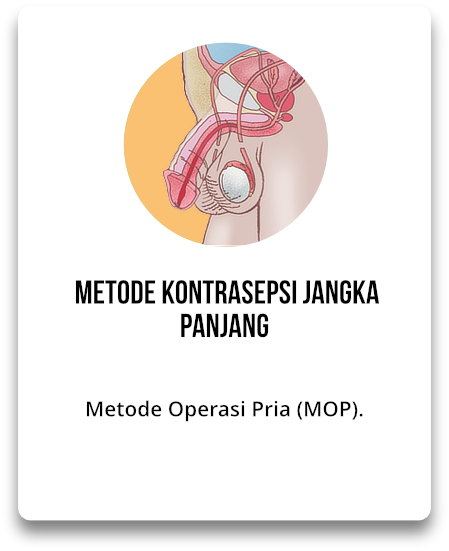 METODE KONTRASEPSI JANGKA
PANJANG
Metode Operasi Pria (MOP).